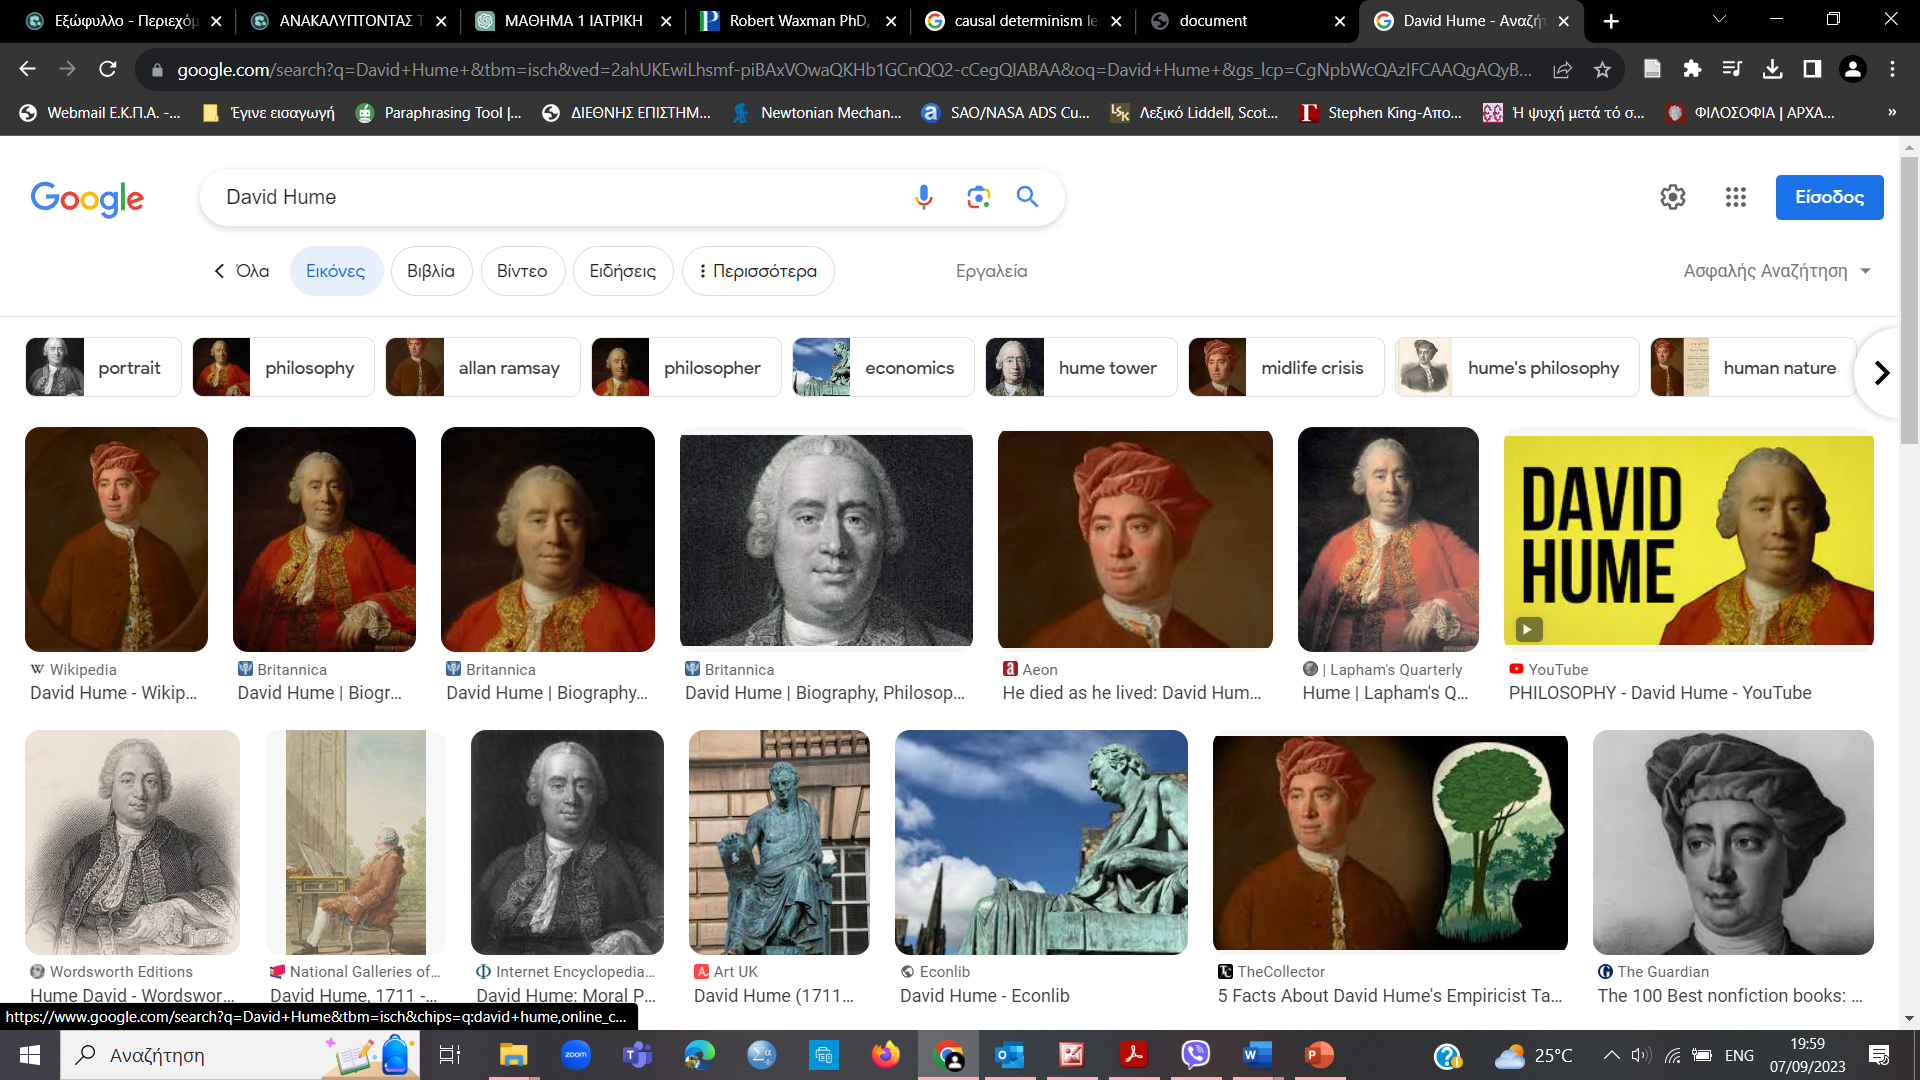 Εξώφυλλο - Περιεχόμ
ΑΝΑΚΑΛΥΠΤΟΝΤΑΣ Τ
ΜΑΘΗΜΑ 1 ΙΑΤΡΙΚΗ
Robert Waxman PhD,
causal determinism le
document
David Hume - Αναζήτ
google.com/search?q=David+Hume+&tbm=isch&ved=2ahUKEwiLhsmf-piBAxVOwaQKHb1GCnQQ2-cCegQIABAA&oq=David+Hume+&gs_lcp=CgNpbWcQAzIFCAAQgAQyB...
Webmail Ε.Κ.Π.Α. -...
Έγινε εισαγωγή
Paraphrasing Tool |...
ΔΙΕΘΝΗΣ ΕΠΙΣΤΗΜ...
Newtonian Mechan...
SAO/NASA ADS Cu...
Λεξικό Liddell, Scot...
Stephen King-Απο...
Ἡ ψυχή μετά τό σ...
ΦΙΛΟΣΟΦΙΑ | ΑΡΧΑ...
»
Google
David Hume
Είσοδος
Όλα
Εικόνες
Βιβλία
Βίντεο
Ειδήσεις
Περισσότερα
Εργαλεία
Ασφαλής Αναζήτηση
portrait
philosophy
allan ramsay
philosopher
economics
hume tower
midlife crisis
hume's philosophy
human nature
DAVID
HUME
Wikipedia
David Hume - Wikip...
Britannica
David Hume | Biogr...
Britannica
David Hume | Biography...
Britannica
David Hume | Biography, Philosop...
Aeon
He died as he lived: David Hum...
| Lapham's Quarterly
Hume | Lapham's Q...
YouTube
PHILOSOPHY - David Hume - YouTube
Wordsworth Editions
Hume David - Wordswor...
National Galleries of...
David Hume, 1711 -...
Internet Encyclopedia...
David Hume: Moral P...
Art UK
David Hume (1711...
Econlib
David Hume - Econlib
TheCollector
5 Facts About David Hume's Empiricist Ta...
The Guardian
The 100 Best nonfiction books: ...
https://www.google.com/search?q=David+Hume&tbm=isch&chips=q:david+hume,online_c...
Αναζήτηση
zoom
25°C
ENG
19:59
07/09/2023